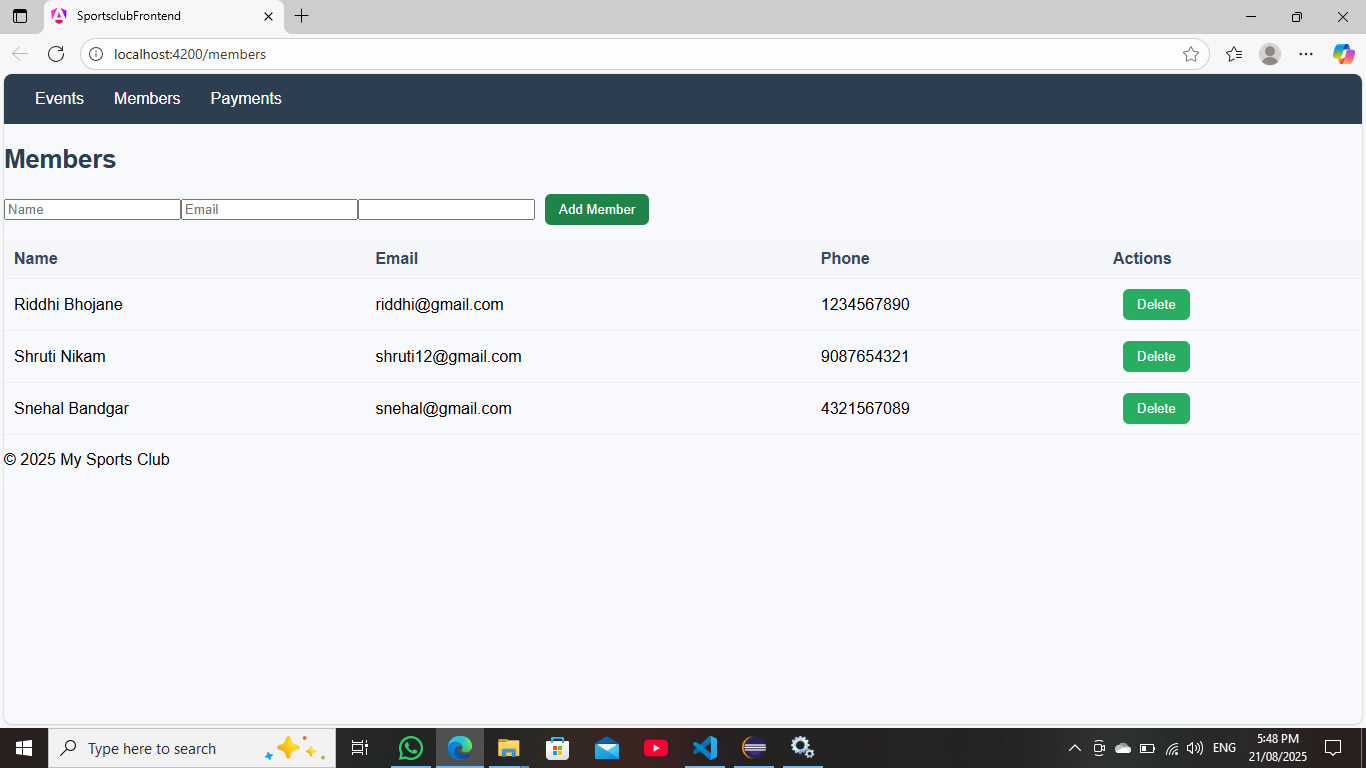 SportsclubFrontend
localhost:4200/members
Events Members Payments
Members
Name Email Add Member
Name Email Phone Actions
Riddhi Bhojane riddhi@gmail.com 1234567890 Delete
Shruti Nikam shruti12@gmail.com 9087654321 Delete
Snehal Bandgar snehal@gmail.com 4321567089 Delete
© 2025 My Sports Club
Type here to search ENG 5:48 PM
21/08/2025